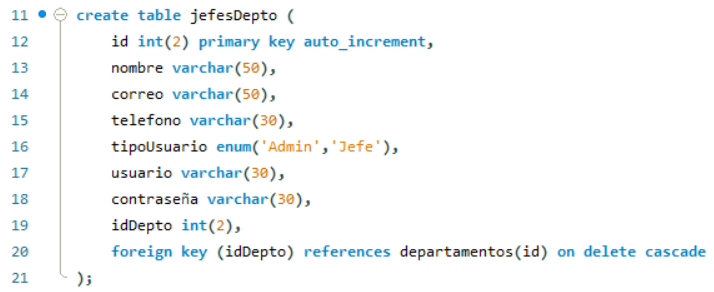 11 create table jefesDepto (
12 id int(2) primary key auto_increment,
13 nombre varchar(50),
14 correo varchar(50),
15 telefono varchar(30),
16 tipoUsuario enum('Admin','Jefe'),
17 usuario varchar(30),
18 contraseña varchar(30),
19 idDepto int(2),
20 foreign key (idDepto) references departamentos(id) on delete cascade
21 );